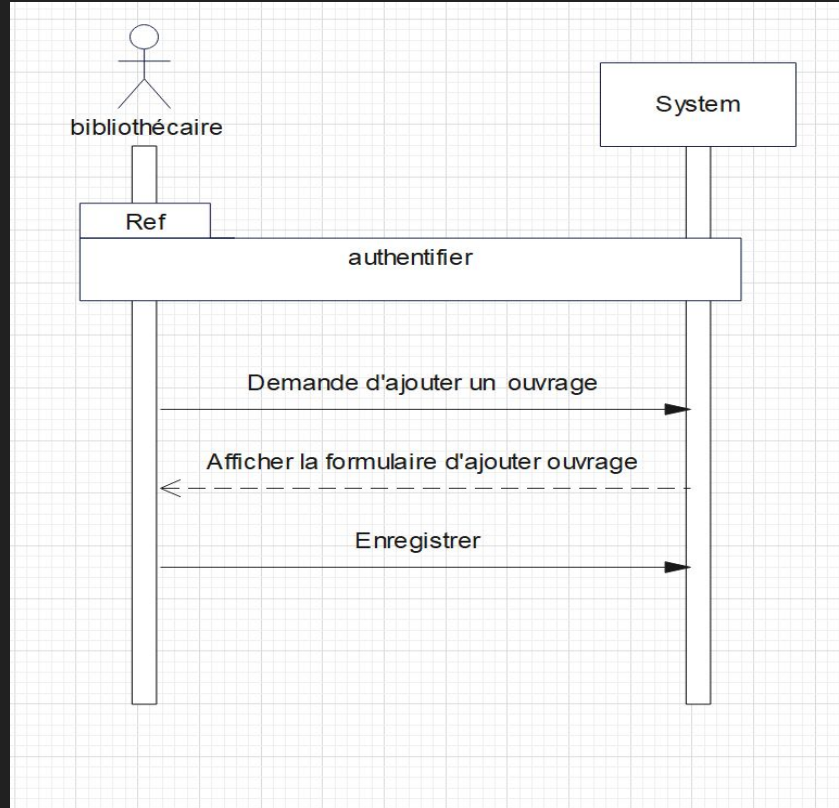 bibliothécaire
System
Ref
authentifier
Demande d'ajouter un ouvrage
Afficher la formulaire d'ajouter ouvrage
Enregistrer